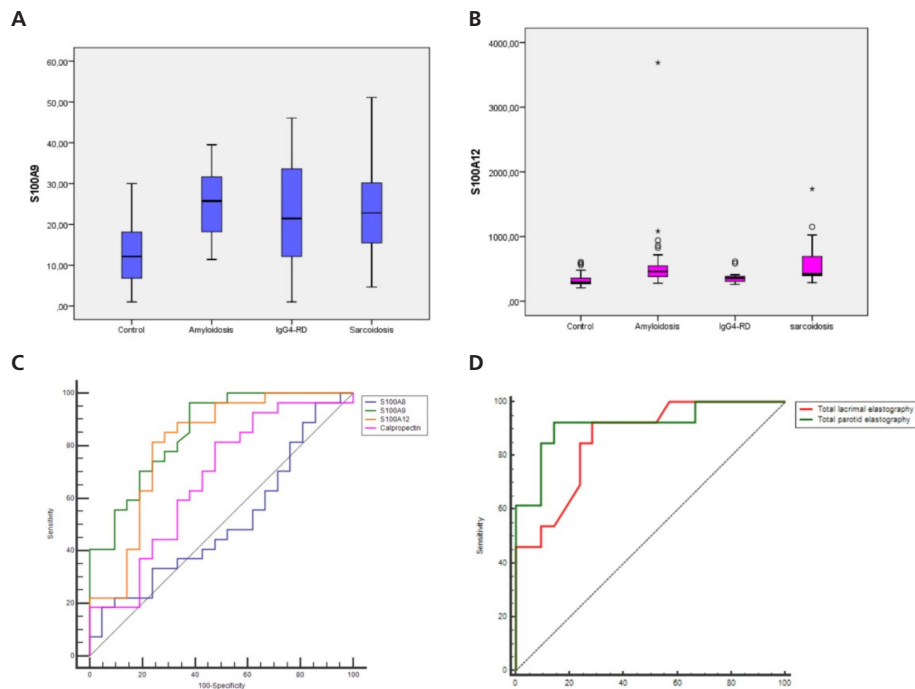 A
S100A9
60,00
50,00
40,00
30,00
20,00
10,00
,00
Control Amyloidosis IgG4-RD Sarcoidosis
B
S100A12
4000,00
3000,00
2000,00
1000,00
,00
Control Amyloidosis IgG4-RD sarcoidosis
C
Sensitivity
100
80
60
40
20
0
0 20 40 60 80 100
100-Specificity
S100A8
S100A9
S100A12
Calpropectin
D
Sensitivity
100
80
60
40
20
0
0 20 40 60 80 100
Total lacrimal elastography
Total parotid elastography